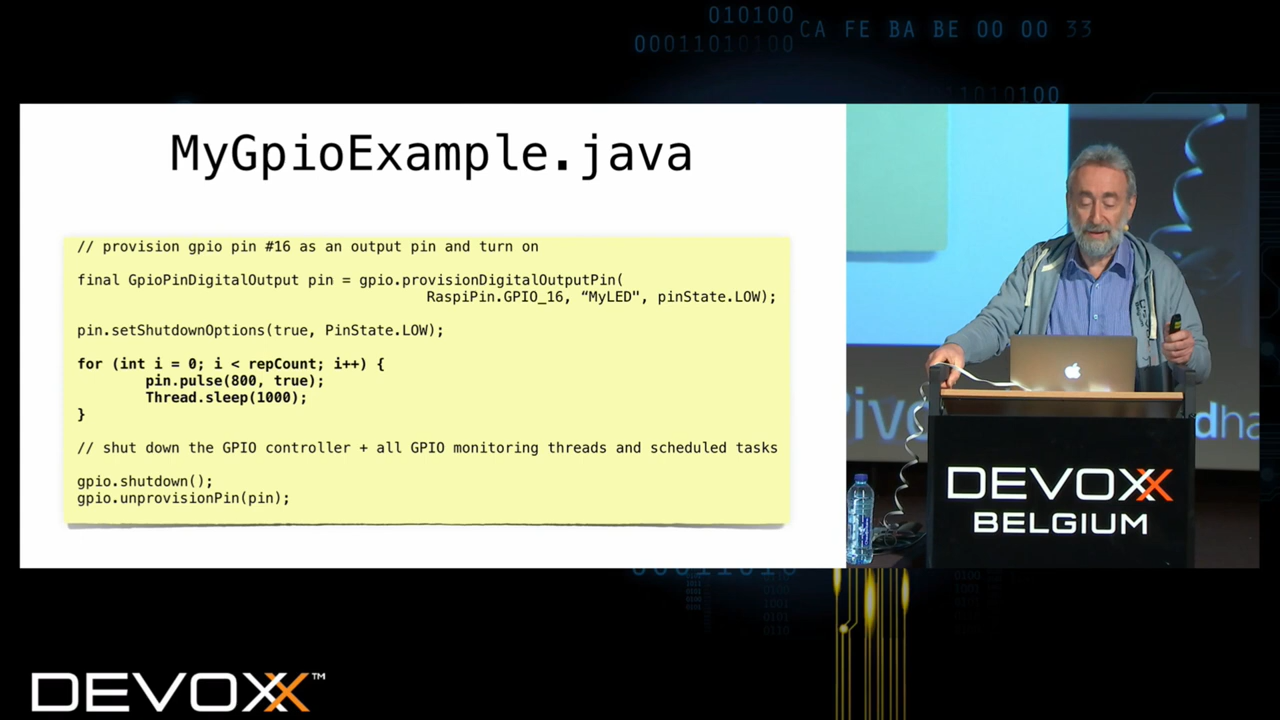 010100
00011010100
CA FE BA BE 00 00 33
11010100
MyGpioExample.java
// provision gpio pin #16 as an output pin and turn on
final GpioPinDigitalOutput pin = gpio.provisionDigitalOutputPin(
RaspiPin.GPIO_16, “MyLED", pinState.LOW);
pin.setShutdownOptions(true, PinState.LOW);
for (int i = 0; i < repCount; i++) {
pin.pulse(800, true);
Thread.sleep(1000);
}
// shut down the GPIO controller + all GPIO monitoring threads and scheduled tasks
gpio.shutdown();
gpio.unprovisionPin(pin);
DEVOXX
BELGIUM
DEVOXX™